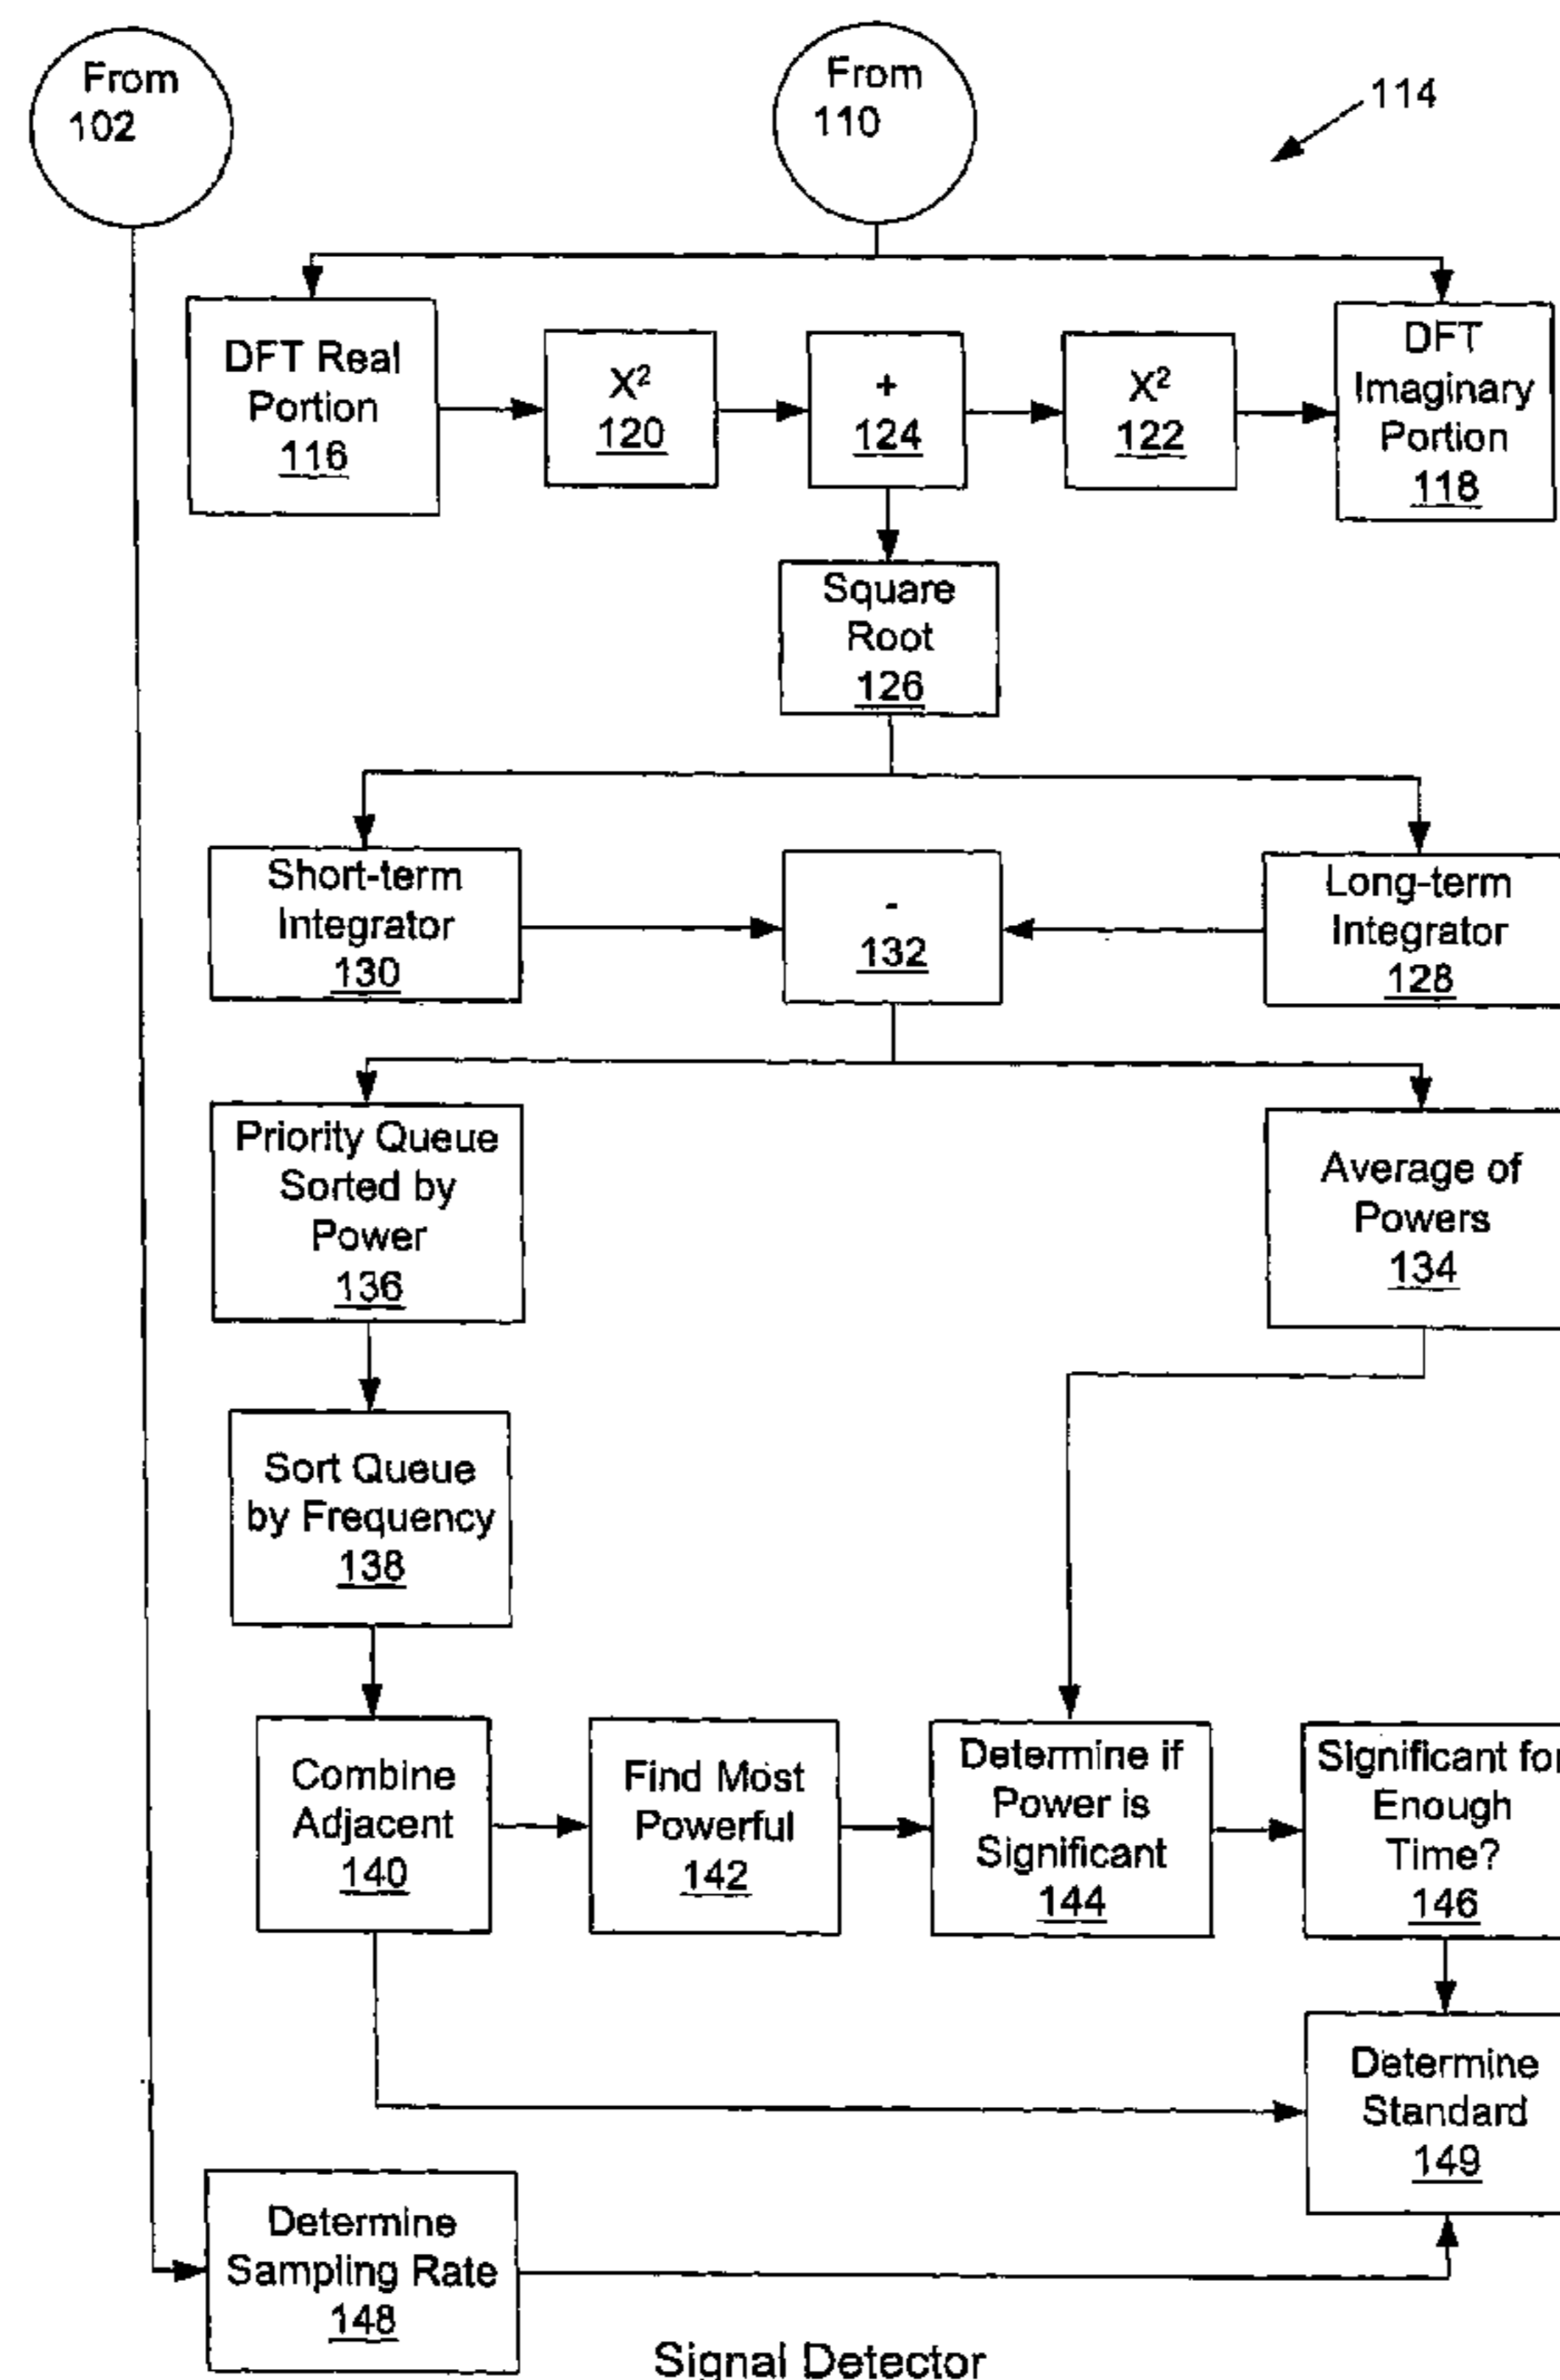 From
102
From
110
114
DFT Real
Portion
116
X²
120
+
124
X²
122
DFT
Imaginary
Portion
118
Square
Root
126
Short-term
Integrator
130
-
132
Long-term
Integrator
128
Priority Queue
Sorted by
Power
136
Average of
Powers
134
Sort Queue
by Frequency
138
Combine
Adjacent
140
Find Most
Powerful
142
Determine if
Power is
Significant
144
Significant for
Enough
Time?
146
Determine
Standard
149
Determine
Sampling Rate
148
Signal Detector